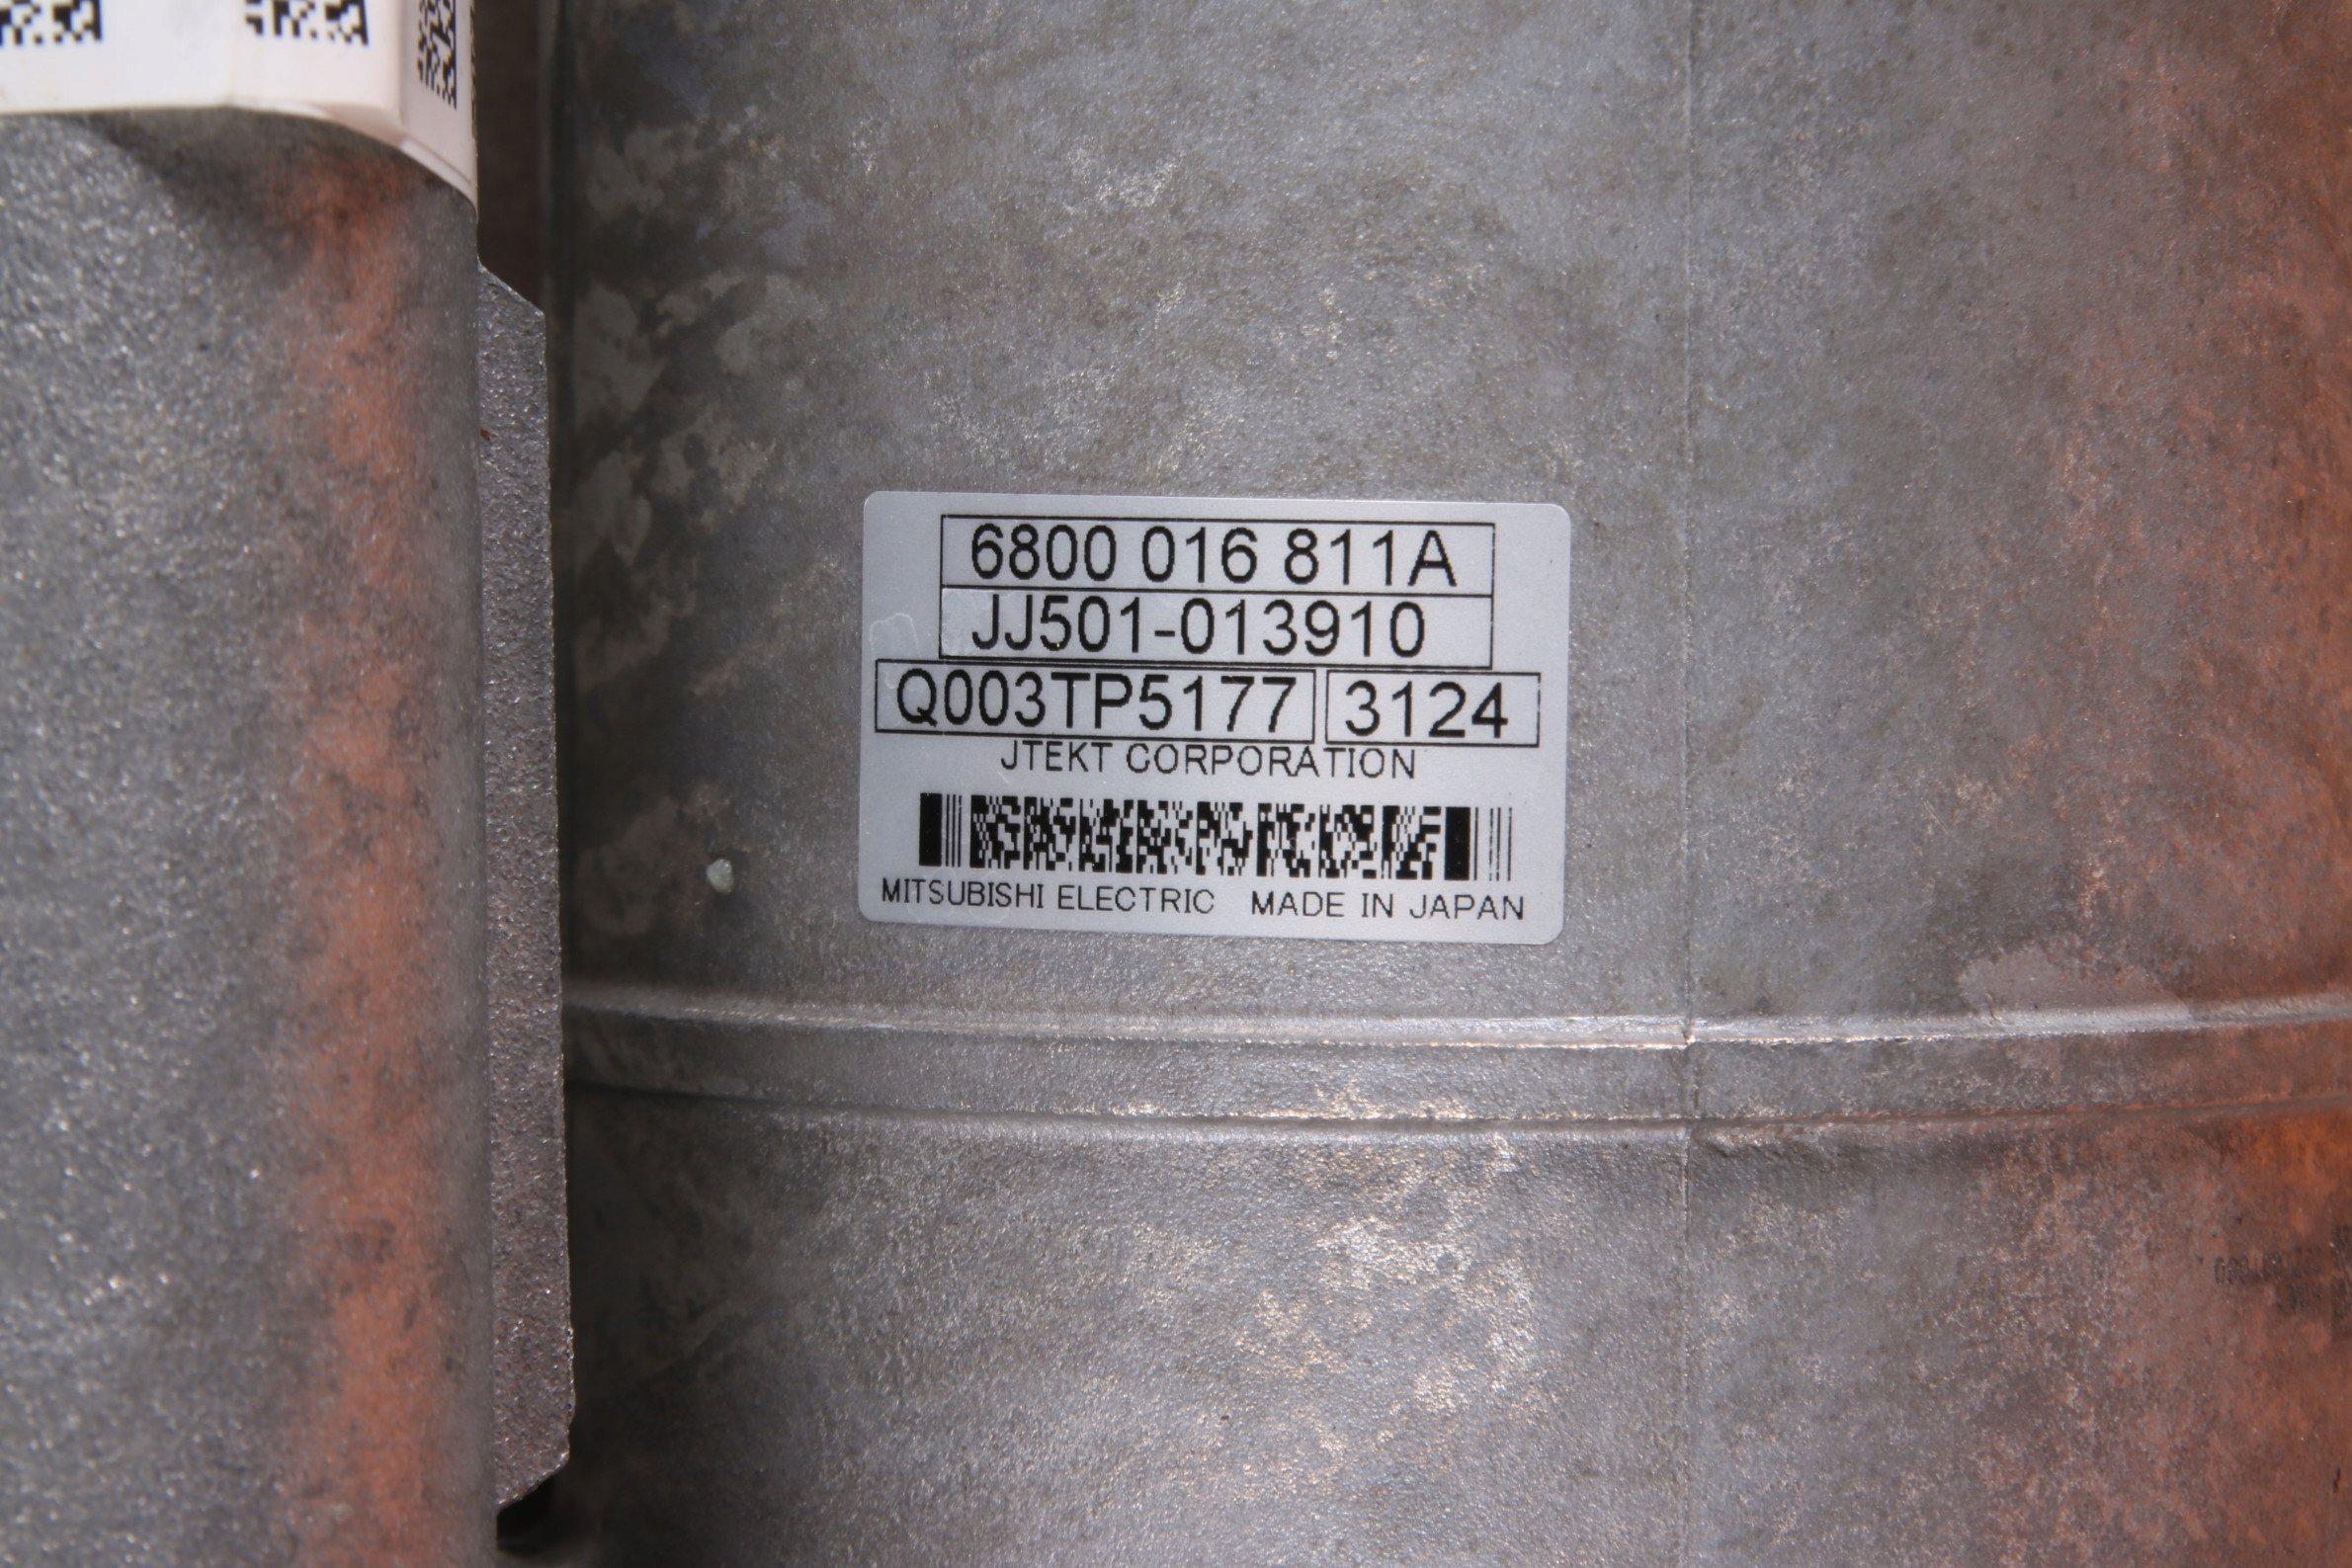 6800 016 811A
JJ501-013910
Q003TP5177 3124
JTEKT CORPORATION
MITSUBISHI ELECTRIC MADE IN JAPAN